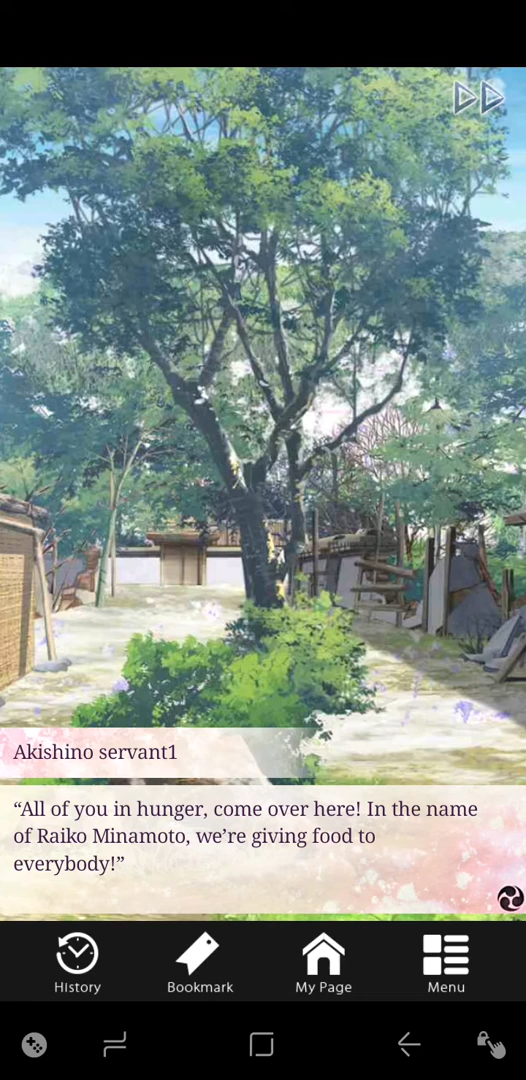 Akishino servant1
“All of you in hunger, come over here! In the name
of Raiko Minamoto, we’re giving food to
everybody!”
History
Bookmark
My Page
Menu